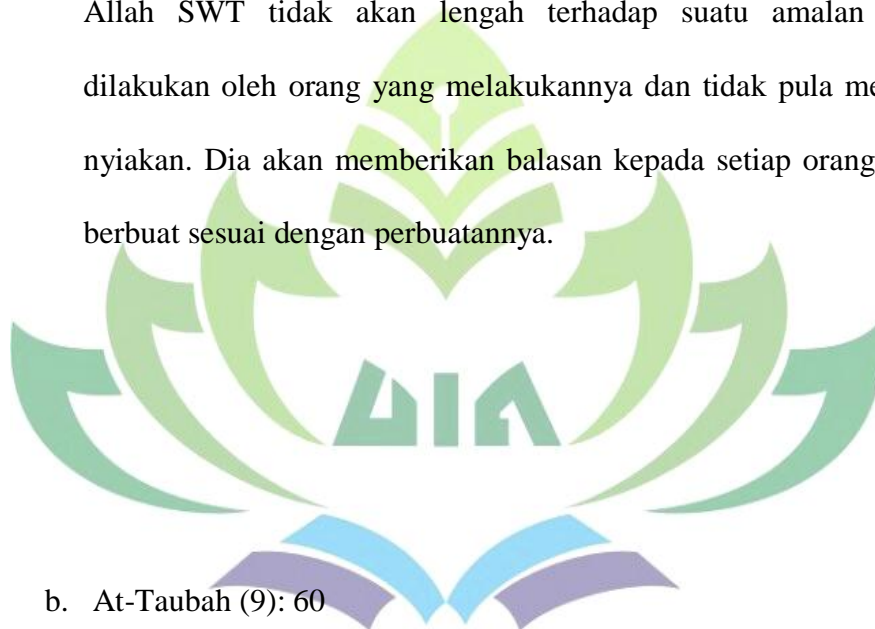 Allah SWT tidak akan lengah terhadap suatu amalan
dilakukan oleh orang yang melakukannya dan tidak pula me
nyiakan. Dia akan memberikan balasan kepada setiap orang
berbuat sesuai dengan perbuatannya.
UIN
b. At-Taubah (9): 60